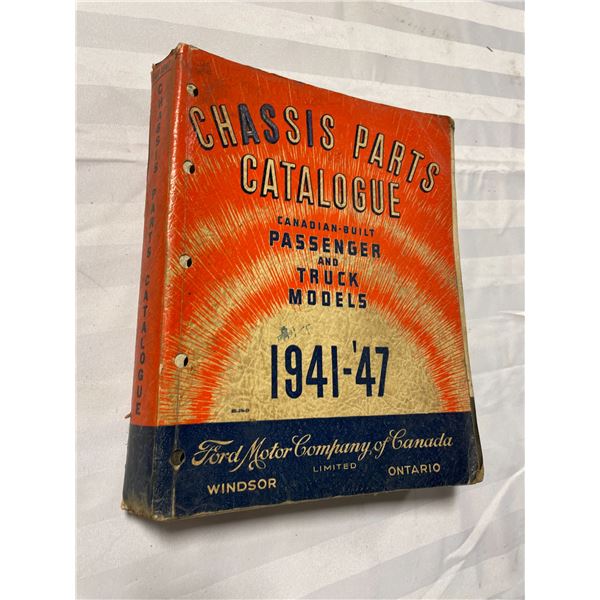 CHASSIS PARTS CATALOGUE
CHASSIS PARTS
CATALOGUE
CANADIAN-BUILT
PASSENGER
AND
TRUCK
MODELS
1941-'47
Ford Motor Company, of Canada
LIMITED
WINDSOR ONTARIO